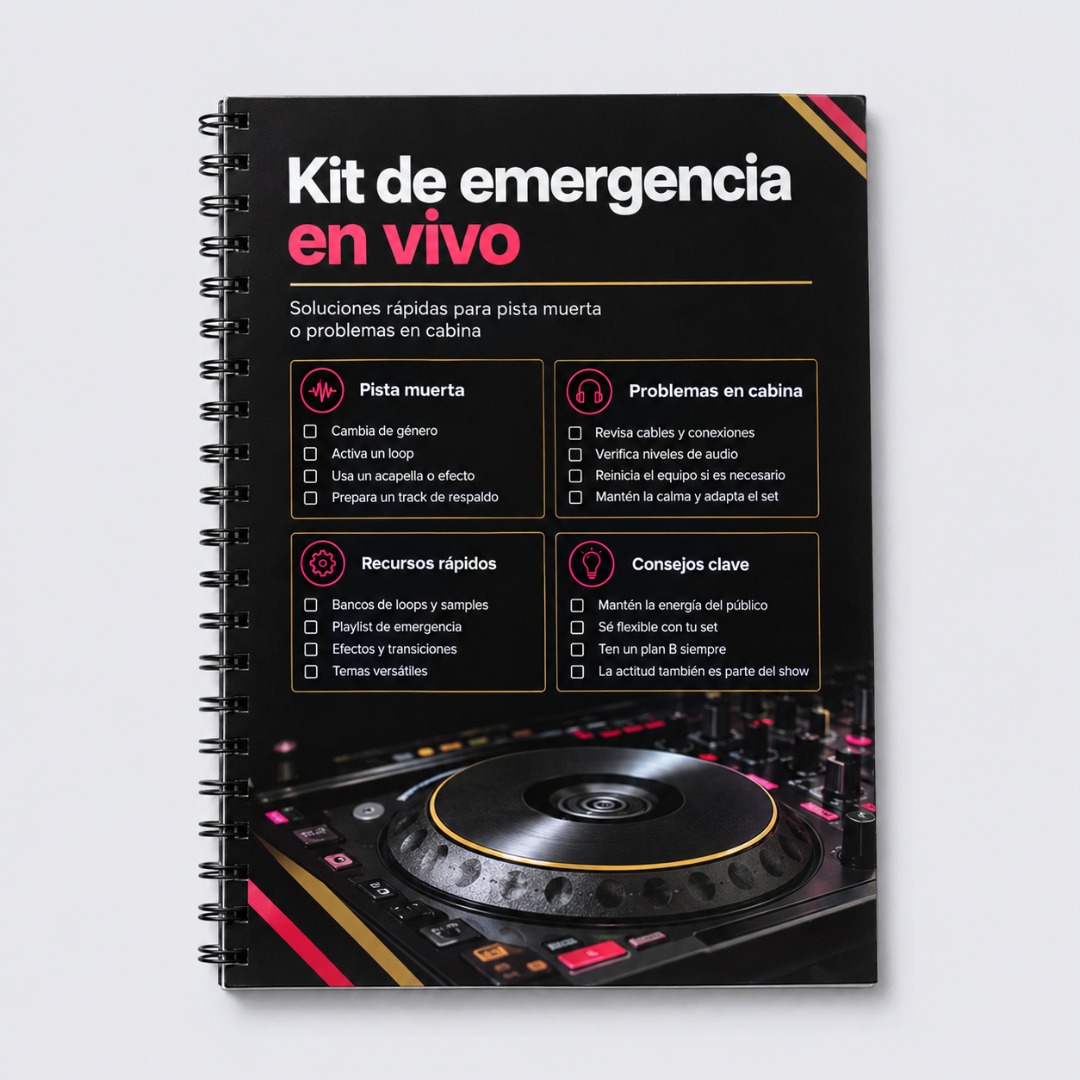 Kit de emergencia
en vivo
Soluciones rápidas para pista muerta
o problemas en cabina
Pista muerta
Cambia de género
Activa un loop
Usa un acapella o efecto
Prepara un track de respaldo
Problemas en cabina
Revisa cables y conexiones
Verifica niveles de audio
Reinicia el equipo si es necesario
Mantén la calma y adapta el set
Recursos rápidos
Bancos de loops y samples
Playlist de emergencia
Efectos y transiciones
Temas versátiles
Consejos clave
Mantén la energía del público
Sé flexible con tu set
Ten un plan B siempre
La actitud también es parte del show